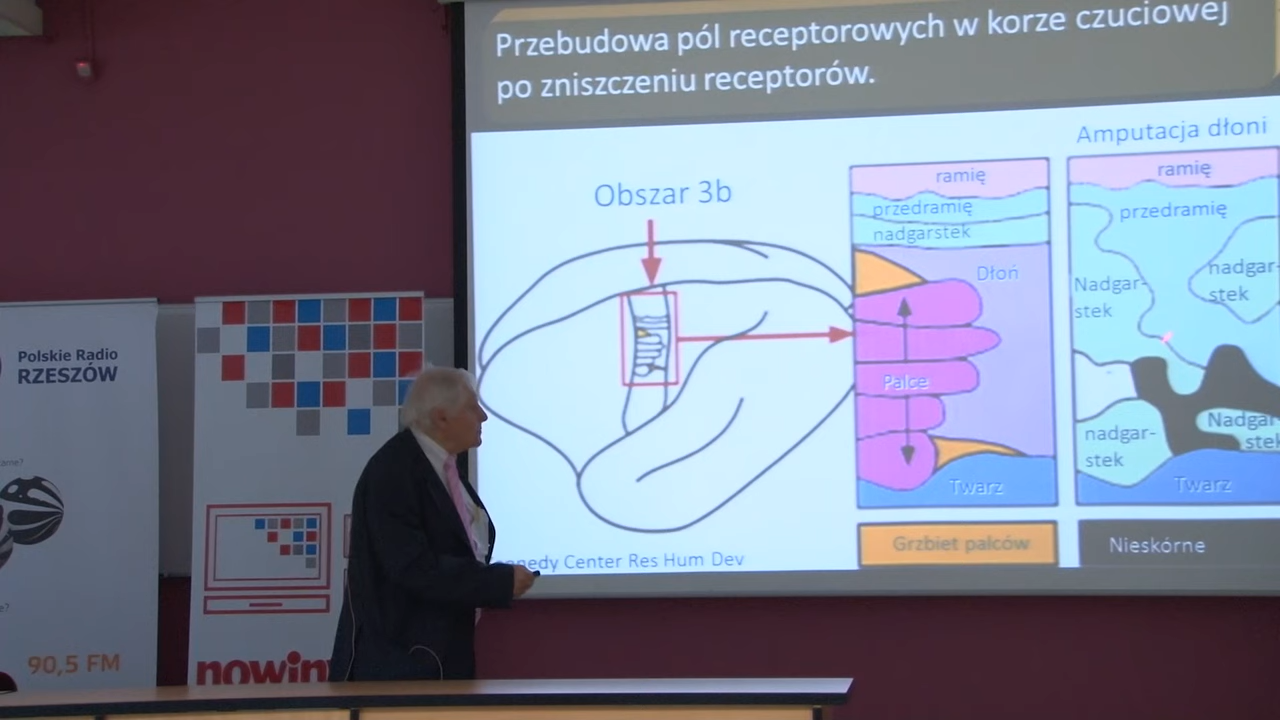 Przebudowa pól receptorowych w korze czuciowej
po zniszczeniu receptorów.
Amputacja dłoni
Obszar 3b
ramię
przedramię
nadgarstek
Dłoń
Palce
Twarz
Grzbiet palców
ramię
przedramię
Nadgar-
stek
nadgar-
stek
nadgar-
stek
Nadgar-
stek
Twarz
Nieskórne
Center Res Hum Dev
Polskie Radio
RZESZÓW
90,5 FM
nowin